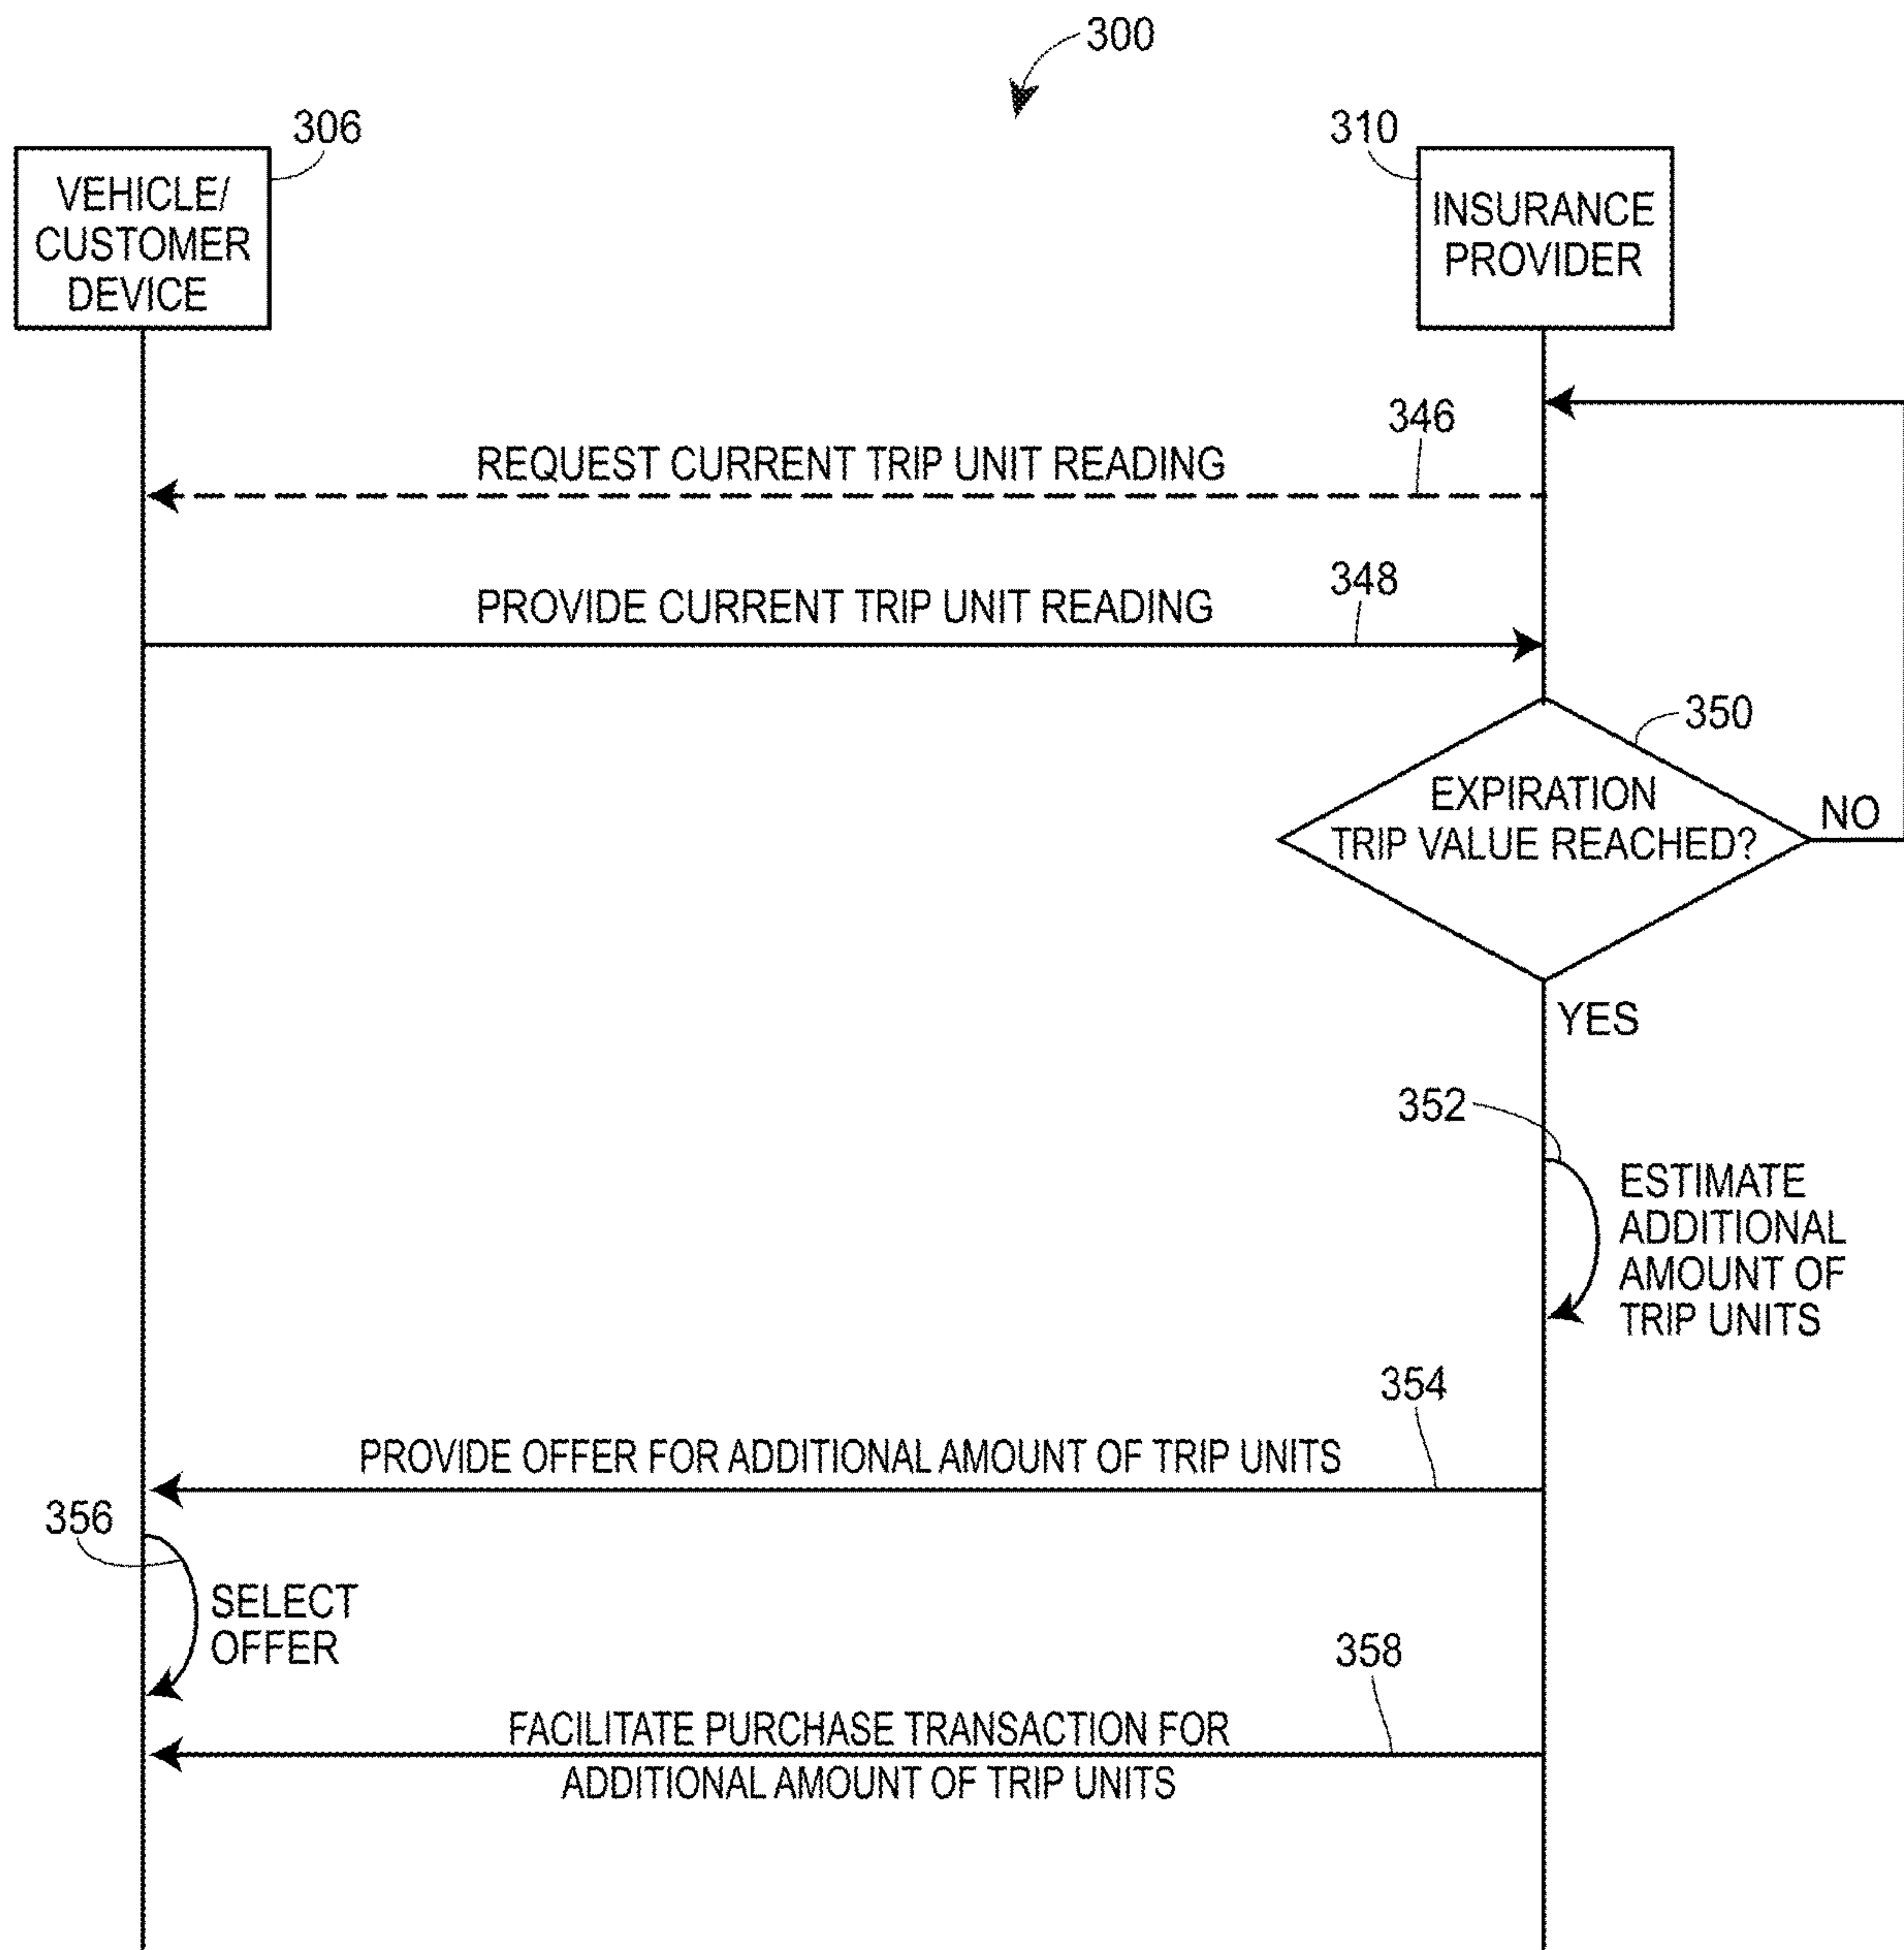 300
306
310
VEHICLE/
CUSTOMER
DEVICE
INSURANCE
PROVIDER
346
REQUEST CURRENT TRIP UNIT READING
348
PROVIDE CURRENT TRIP UNIT READING
350
EXPIRATION
TRIP VALUE REACHED?
NO
YES
352
ESTIMATE
ADDITIONAL
AMOUNT OF
TRIP UNITS
354
PROVIDE OFFER FOR ADDITIONAL AMOUNT OF TRIP UNITS
356
SELECT
OFFER
358
FACILITATE PURCHASE TRANSACTION FOR
ADDITIONAL AMOUNT OF TRIP UNITS